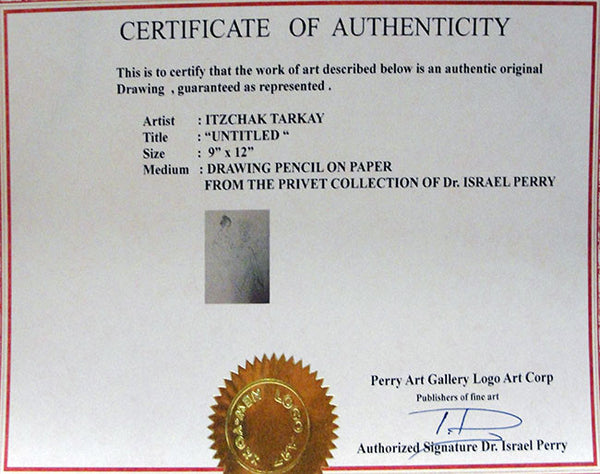 CERTIFICATE OF AUTHENTICITY
This is to certify that the work of art described below is an authentic original
Drawing , guaranteed as represented .
Artist : ITZCHAK TARKAY
Title : "UNTITLED "
Size : 9" x 12"
Medium : DRAWING PENCIL ON PAPER
FROM THE PRIVET COLLECTION OF Dr. ISRAEL PERRY
LOGO ART
Perry Art Gallery Logo Art Corp
Publishers of fine art
Authorized Signature Dr. Israel Perry